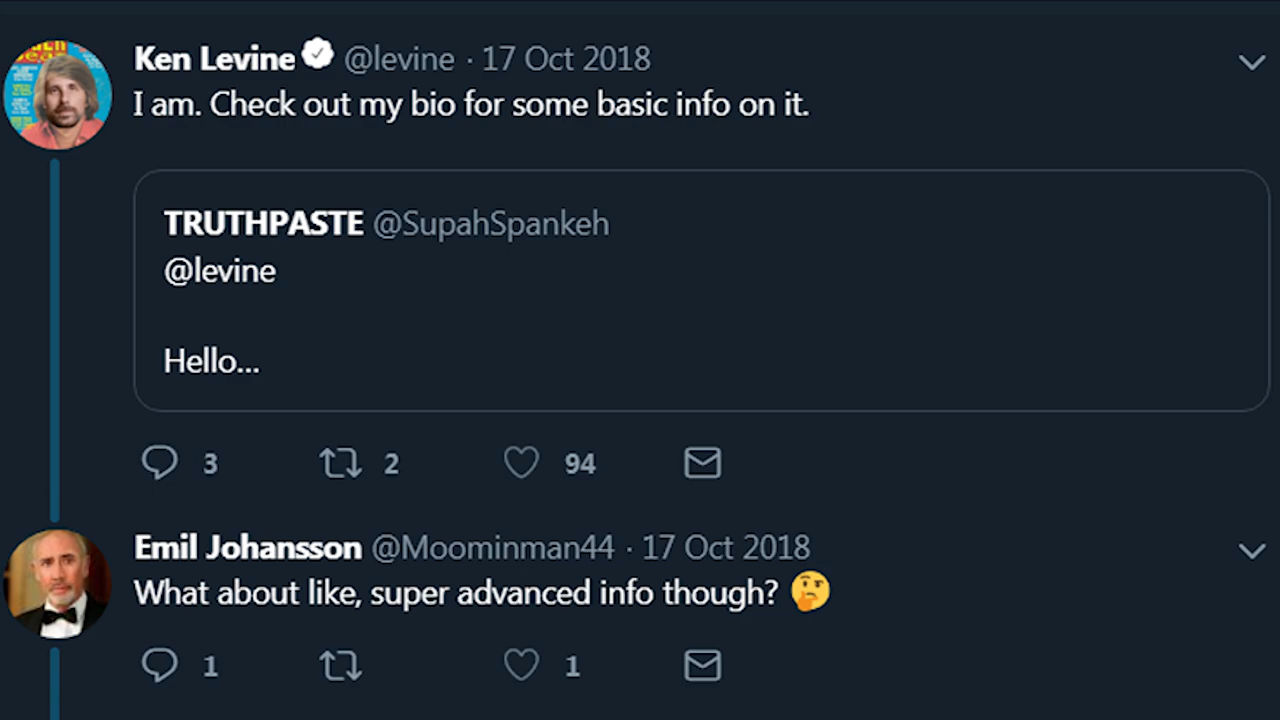 Ken Levine @levine · 17 Oct 2018
I am. Check out my bio for some basic info on it.
TRUTHPASTE @SupahSpankeh
@levine
Hello...
3 2 94
Emil Johansson @Moominman44 · 17 Oct 2018
What about like, super advanced info though? 🤔
1 1